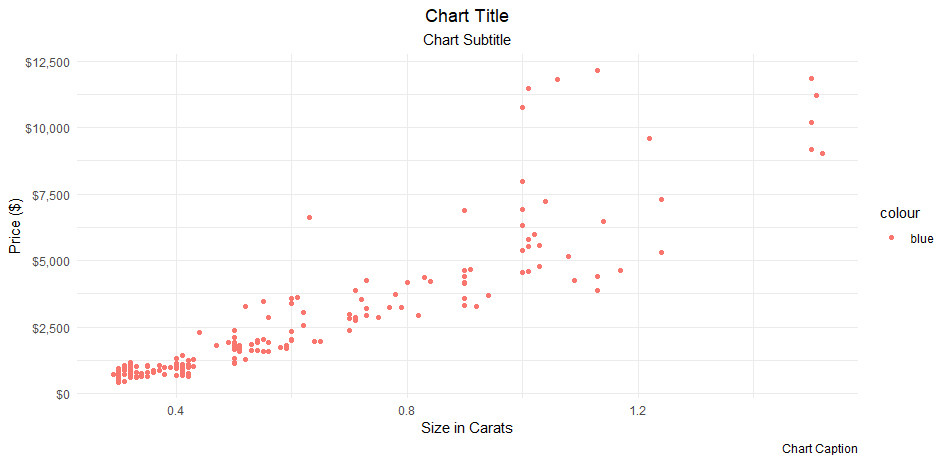 Chart Title
Chart Subtitle
$12,500
$10,000
$7,500
$5,000
$2,500
$0
Price ($)
0.4
0.8
1.2
Size in Carats
colour
blue
Chart Caption